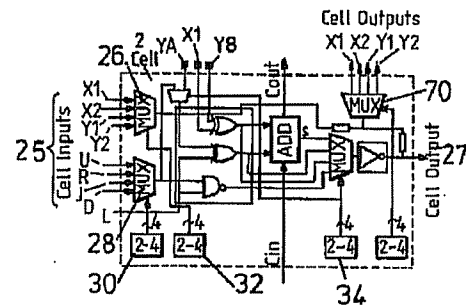 Cell Outputs
X1 X2 Y1 Y2
2
Cell
26
YA X1 YB
Cout
70
MUX
X1
X2
Y1
Y2
MUX
25
Cell Inputs
U
R
J
D
L
MUX
28
ADD
S
MUX
27
Cell Output
4 4 4 4
2-4 2-4 2-4 2-4
30 32 Cin 34